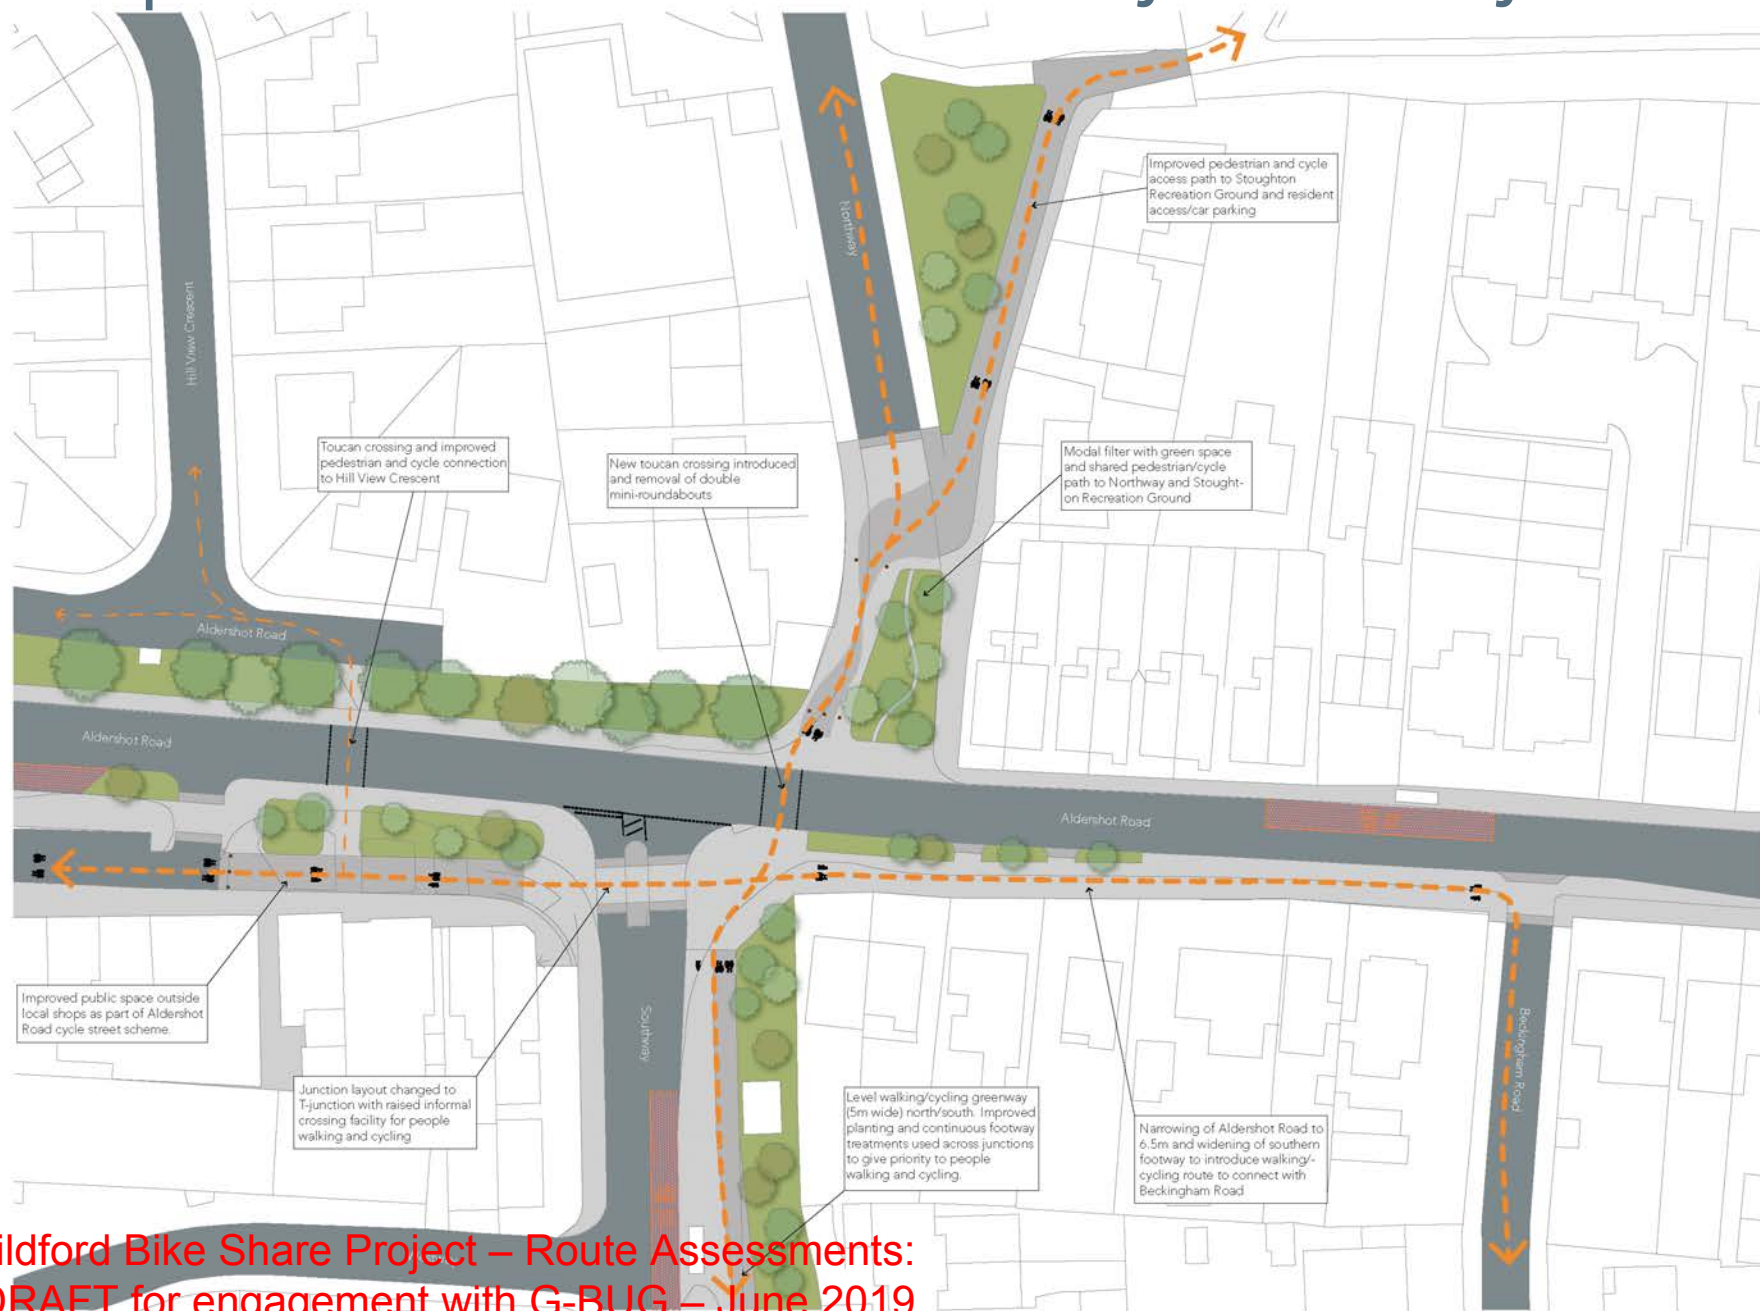 Improved pedestrian and cycle
access path to Stoughton
Recreation Ground and resident
access/car parking
Northway
Hill View Crescent
Toucan crossing and improved
pedestrian and cycle connection
to Hill View Crescent
New toucan crossing introduced
and removal of double
mini-roundabouts
Modal filter with green space
and shared pedestrian/cycle
path to Northway and Stought-
on Recreation Ground
Aldershot Road
Aldershot Road
Aldershot Road
Improved public space outside
local shops as part of Aldershot
Road cycle street scheme.
Southway
Beckingham Road
Junction layout changed to
T-junction with raised informal
crossing facility for people
walking and cycling
Level walking/cycling greenway
(5m wide) north/south. Improved
planting and continuous footway
treatments used across junctions
to give priority to people
walking and cycling.
Narrowing of Aldershot Road to
6.5m and widening of southern
footway to introduce walking/-
cycling route to connect with
Beckingham Road
ildford Bike Share Project – Route Assessments:
DRAFT for engagement with G-BUG – June 2019